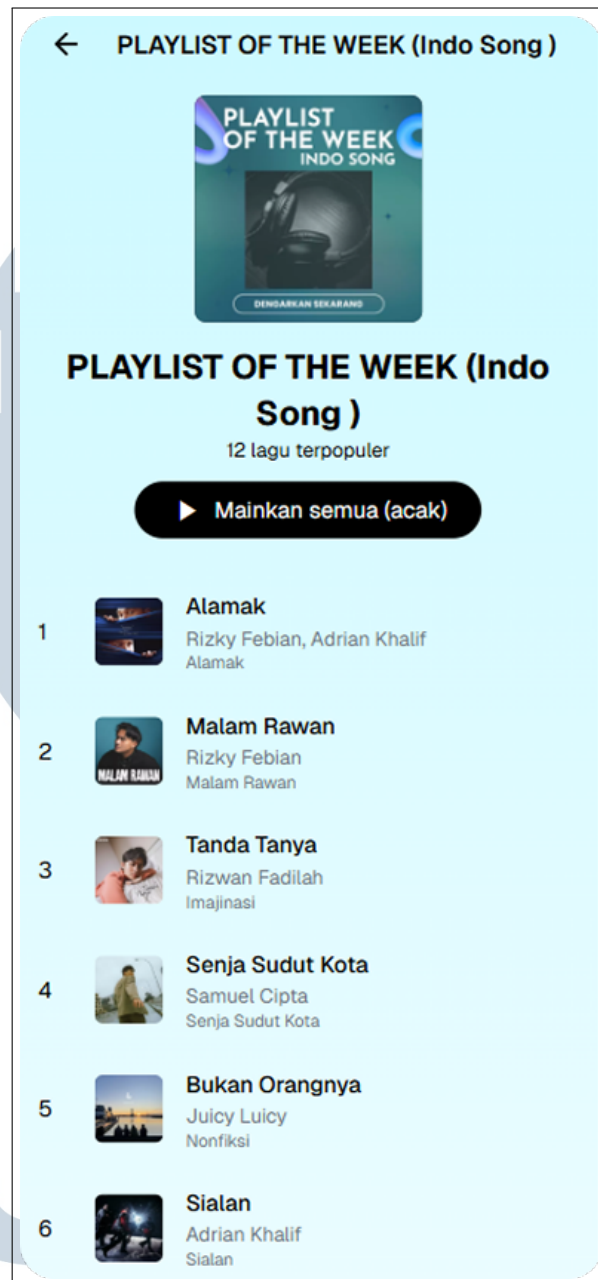 PLAYLIST OF THE WEEK (Indo Song )
PLAYLIST
OF THE WEEK
INDO SONG
DENGARKAN SEKARANG
PLAYLIST OF THE WEEK (Indo
Song )
12 lagu terpopuler
Mainkan semua (acak)
1
Alamak
Rizky Febian, Adrian Khalif
Alamak
2
MALAM RAWAN
Malam Rawan
Rizky Febian
Malam Rawan
3
Tanda Tanya
Rizwan Fadilah
Imajinasi
4
Senja Sudut Kota
Samuel Cipta
Senja Sudut Kota
5
Bukan Orangnya
Juicy Luicy
Nonfiksi
6
Sialan
Adrian Khalif
Sialan